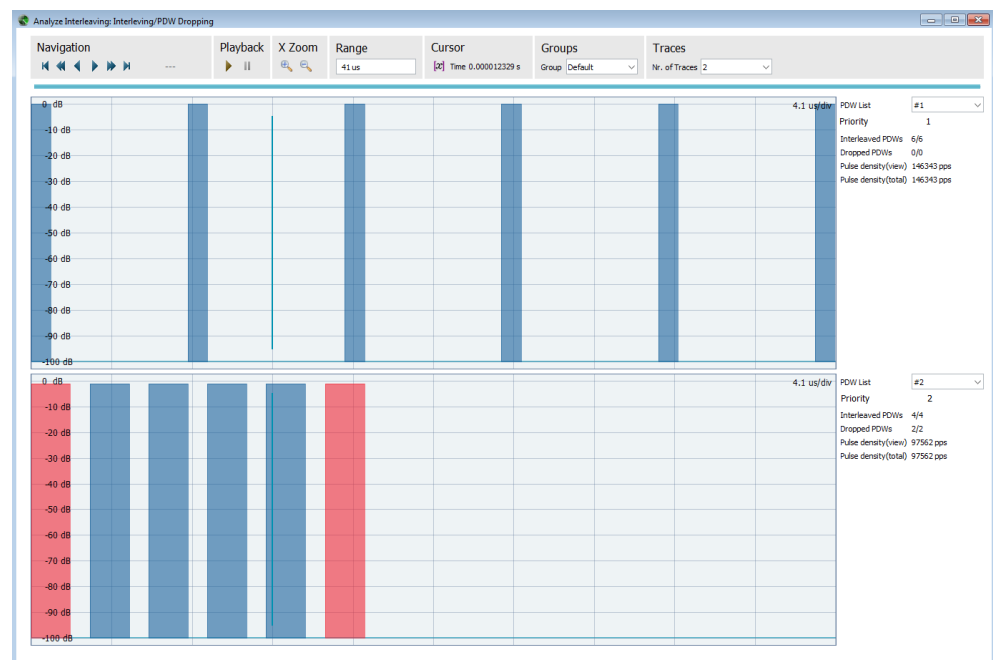 Analyze Interleaving: Interleving/PDW Dropping
Navigation
---
Playback
X Zoom
Range
41 us
Cursor
[x] Time 0.000012329 s
Groups
Group Default
Traces
Nr. of Traces 2
0 dB
-10 dB
-20 dB
-30 dB
-40 dB
-50 dB
-60 dB
-70 dB
-80 dB
-90 dB
-100 dB
4.1 us/div
PDW List #1
Priority 1
Interleaved PDWs 6/6
Dropped PDWs 0/0
Pulse density(view) 146343 pps
Pulse density(total) 146343 pps
0 dB
-10 dB
-20 dB
-30 dB
-40 dB
-50 dB
-60 dB
-70 dB
-80 dB
-90 dB
-100 dB
4.1 us/div
PDW List #2
Priority 2
Interleaved PDWs 4/4
Dropped PDWs 2/2
Pulse density(view) 97562 pps
Pulse density(total) 97562 pps